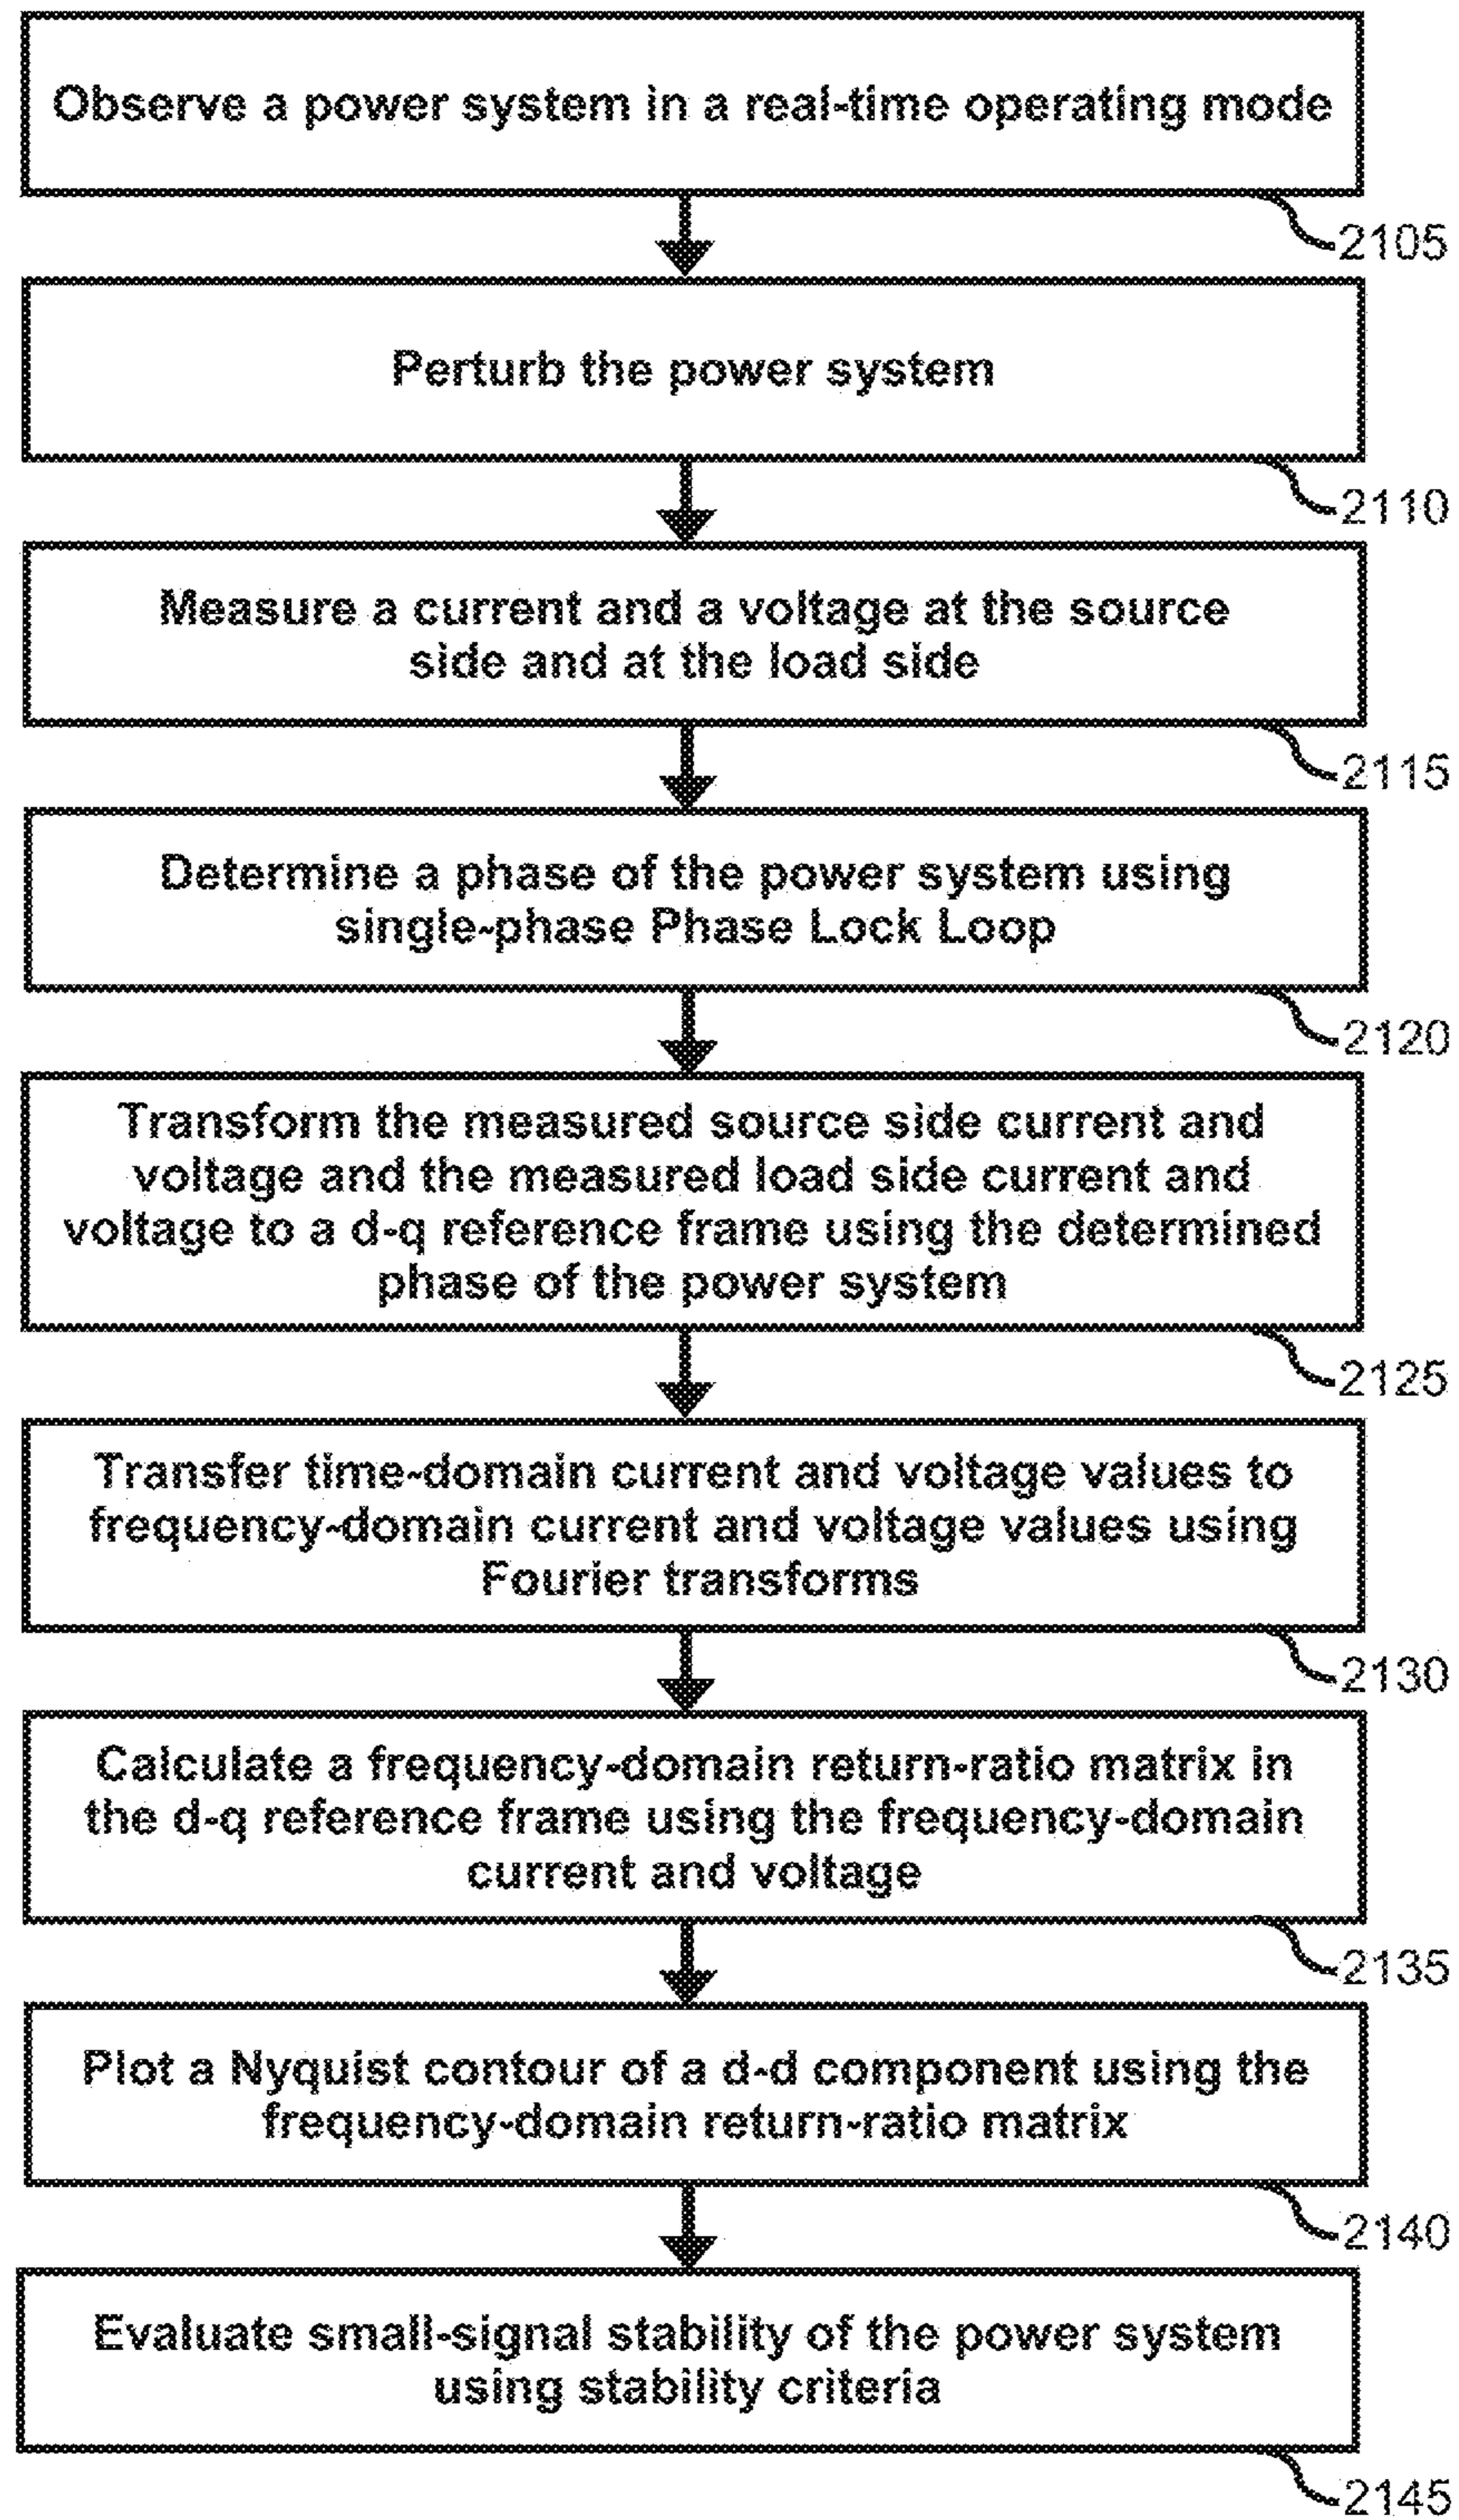 Observe a power system in a real-time operating mode
2105
Perturb the power system
2110
Measure a current and a voltage at the source
side and at the load side
2115
Determine a phase of the power system using
single-phase Phase Lock Loop
2120
Transform the measured source side current and
voltage and the measured load side current and
voltage to a d-q reference frame using the determined
phase of the power system
2125
Transfer time-domain current and voltage values to
frequency-domain current and voltage values using
Fourier transforms
2130
Calculate a frequency-domain return-ratio matrix in
the d-q reference frame using the frequency-domain
current and voltage
2135
Plot a Nyquist contour of a d-d component using the
frequency-domain return-ratio matrix
2140
Evaluate small-signal stability of the power system
using stability criteria
2145